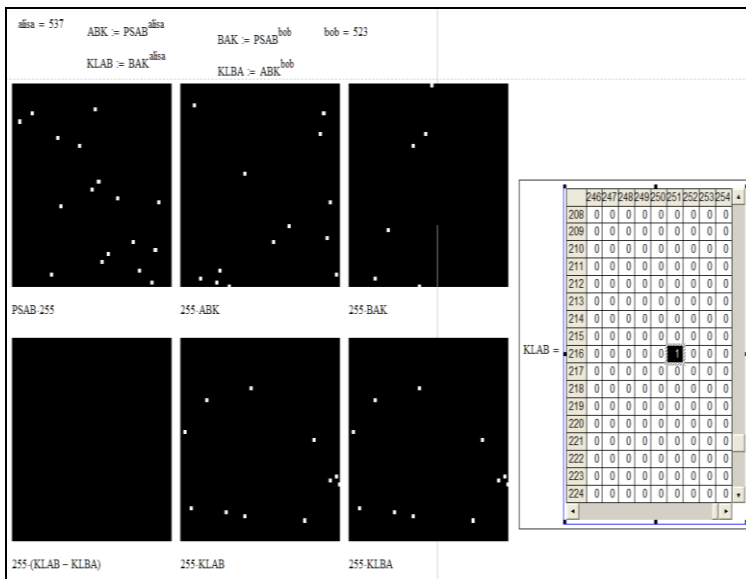 alisa = 537
ABK := PSAB^alisa
BAK := PSAB^bob
bob = 523
KLAB := BAK^alisa
KLBA := ABK^bob
PSAB-255
255-ABK
255-BAK
KLAB =
246 247 248 249 250 251 252 253 254
208 0 0 0 0 0 0 0 0 0
209 0 0 0 0 0 0 0 0 0
210 0 0 0 0 0 0 0 0 0
211 0 0 0 0 0 0 0 0 0
212 0 0 0 0 0 0 0 0 0
213 0 0 0 0 0 0 0 0 0
214 0 0 0 0 0 0 0 0 0
215 0 0 0 0 0 0 0 0 0
216 0 0 0 0 0 1 0 0 0
217 0 0 0 0 0 0 0 0 0
218 0 0 0 0 0 0 0 0 0
219 0 0 0 0 0 0 0 0 0
220 0 0 0 0 0 0 0 0 0
221 0 0 0 0 0 0 0 0 0
222 0 0 0 0 0 0 0 0 0
223 0 0 0 0 0 0 0 0 0
224 0 0 0 0 0 0 0 0 0
255-(KLAB – KLBA)
255-KLAB
255-KLBA